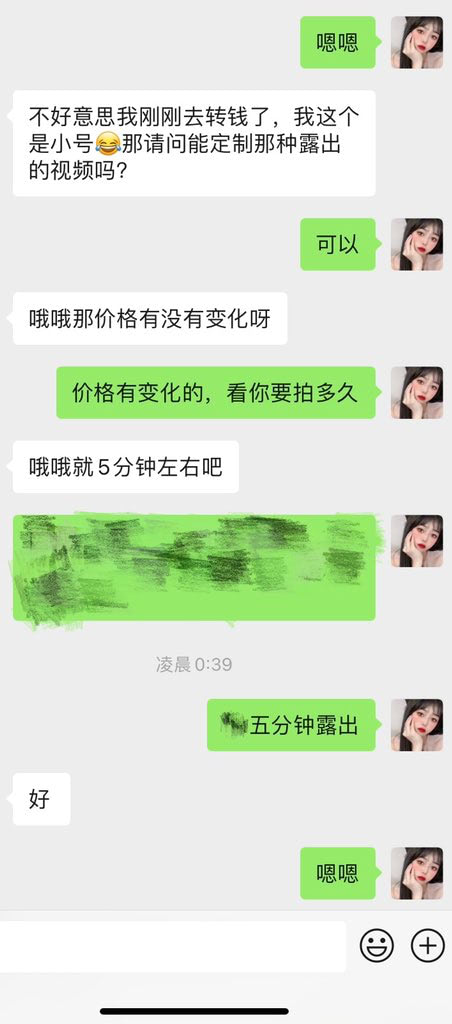 嗯嗯
不好意思我刚刚去转钱了，我这个
是小号😂那请问能定制那种露出
的视频吗?
可以
哦哦那价格有没有变化呀
价格有变化的，看你要拍多久
哦哦就5分钟左右吧
凌晨0:39
五分钟露出
好
嗯嗯